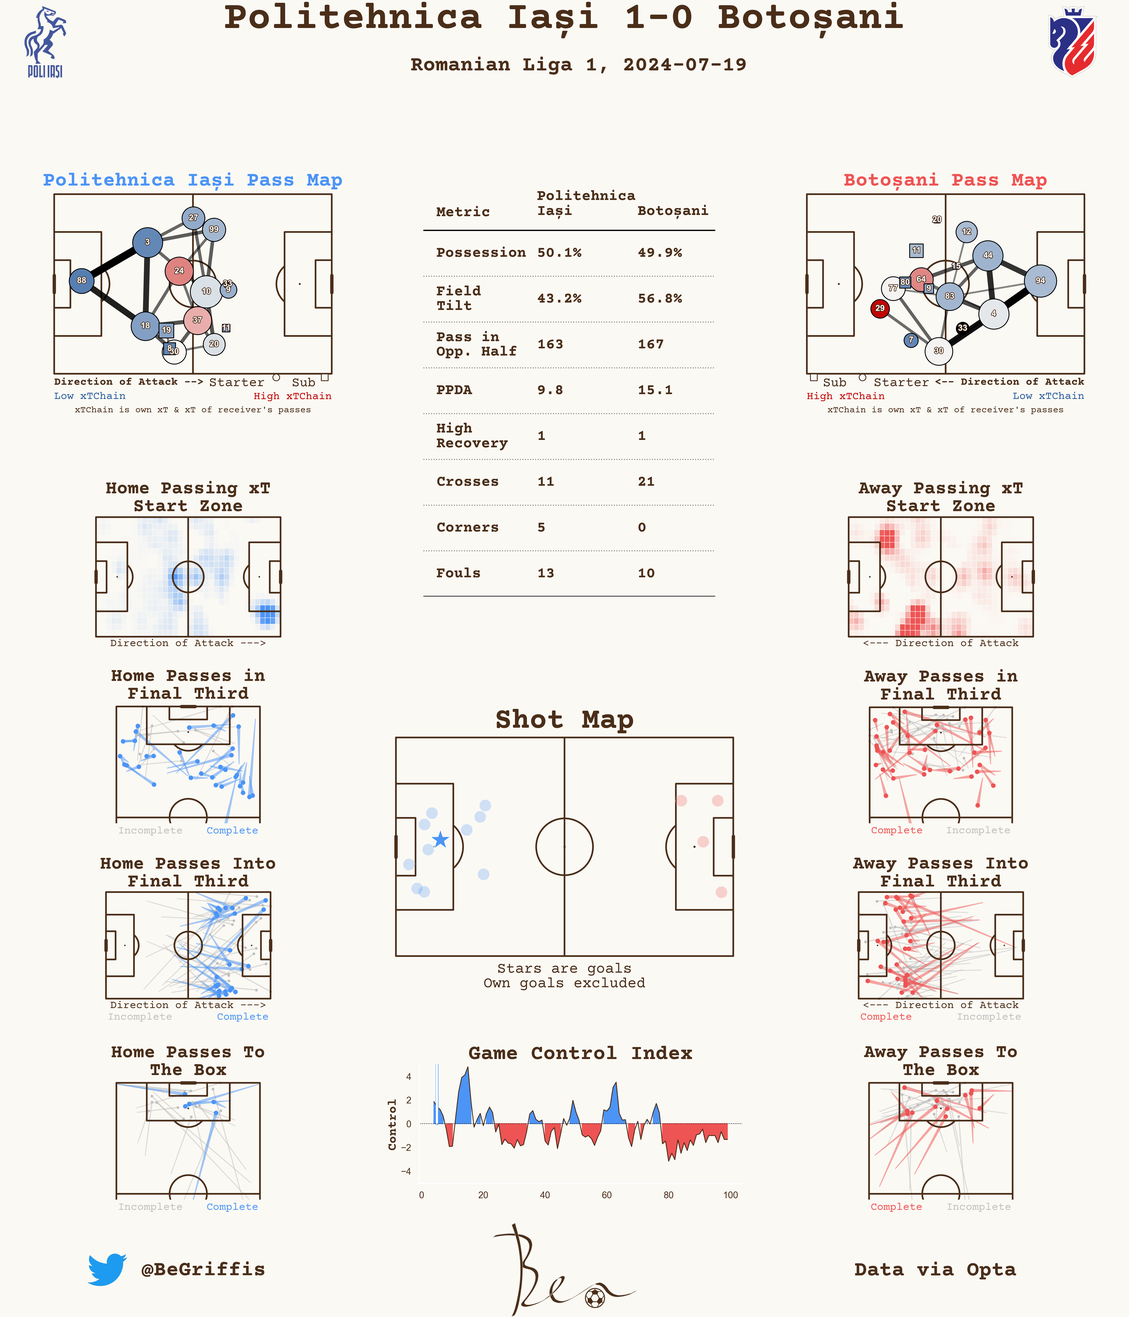 Politehnica Iași 1-0 Botoșani
Romanian Liga 1, 2024-07-19
POLI IASI
Politehnica Iași Pass Map
27
99
3
24
88
10
33
9
37
18
19
11
20
Direction of Attack --> Starter Sub
Low xTChain High xTChain
xTChain is own xT & xT of receiver's passes
Metric Politehnica Iași Botoșani
Possession 50.1% 49.9%
Field Tilt 43.2% 56.8%
Pass in Opp. Half 163 167
PPDA 9.8 15.1
High Recovery 1 1
Crosses 11 21
Corners 5 0
Fouls 13 10
Botoșani Pass Map
20
12
11
44
15
64
80
94
77
9
83
29
4
33
7
30
Sub Starter <-- Direction of Attack
High xTChain Low xTChain
xTChain is own xT & xT of receiver's passes
Home Passing xT
Start Zone
Direction of Attack --->
Away Passing xT
Start Zone
<--- Direction of Attack
Home Passes in
Final Third
Incomplete Complete
Away Passes in
Final Third
Complete Incomplete
Shot Map
Stars are goals
Own goals excluded
Home Passes Into
Final Third
Direction of Attack --->
Incomplete Complete
Away Passes Into
Final Third
<--- Direction of Attack
Complete Incomplete
Home Passes To
The Box
Incomplete Complete
Game Control Index
Control
4
2
0
−2
−4
0 20 40 60 80 100
Away Passes To
The Box
Complete Incomplete
@BeGriffis
Bea
Data via Opta